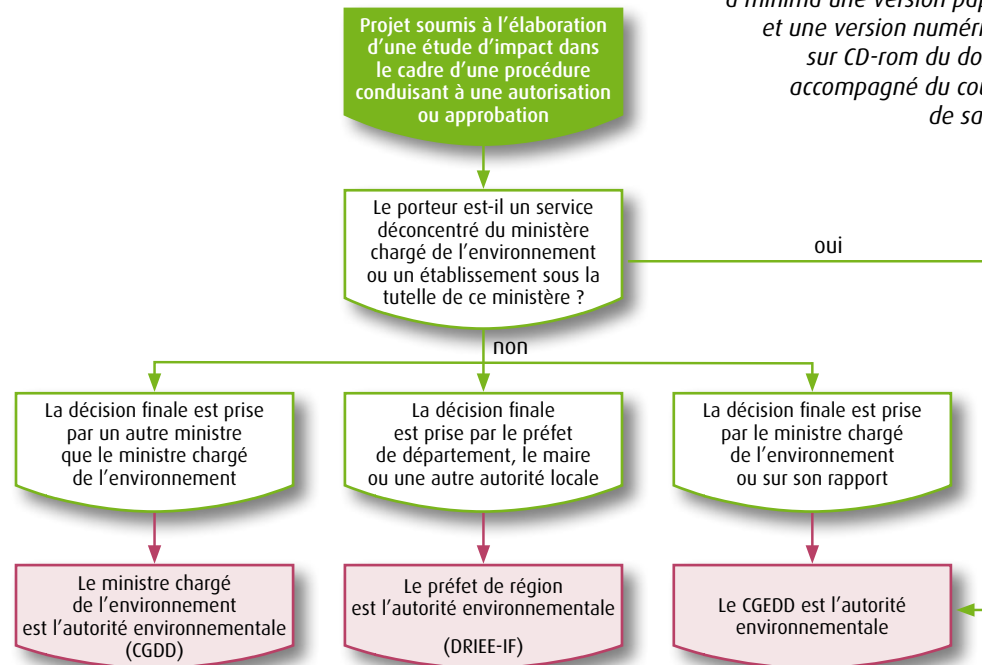 à minima une version
et une version
sur CD-rom du
accompagné du
de
Projet soumis à l'élaboration
d'une étude d'impact dans
le cadre d'une procédure
conduisant à une autorisation
ou approbation
Le porteur est-il un service
déconcentré du ministère
chargé de l'environnement
ou un établissement sous la
tutelle de ce ministère ?
oui
non
La décision finale est prise
par un autre ministre
que le ministre chargé
de l'environnement
La décision finale
est prise par le préfet
de département, le maire
ou une autre autorité locale
La décision finale est prise
par le ministre chargé
de l'environnement
ou sur son rapport
Le ministre chargé
de l'environnement
est l'autorité environnementale
(CGDD)
Le préfet de région
est l'autorité environnementale
(DRIEE-IF)
Le CGEDD est l'autorité
environnementale